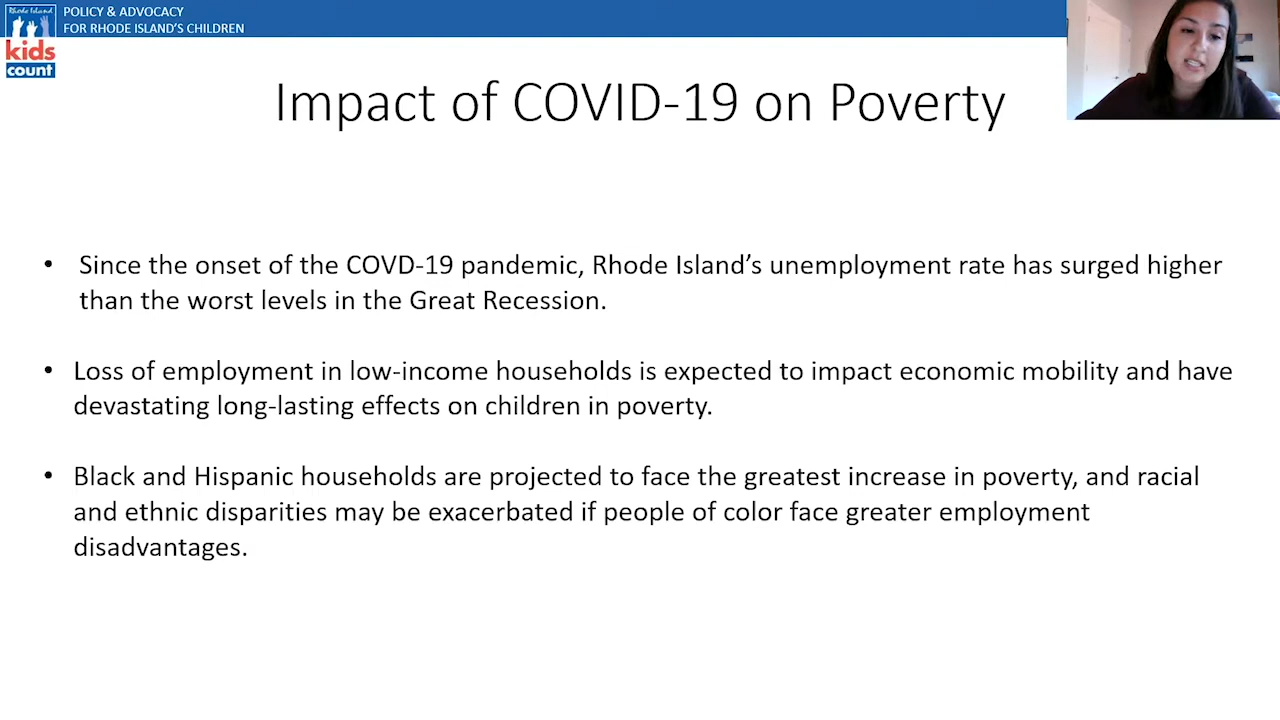 Rhode Island
kids
count
POLICY & ADVOCACY
FOR RHODE ISLAND'S CHILDREN
Impact of COVID-19 on Poverty
• Since the onset of the COVD-19 pandemic, Rhode Island’s unemployment rate has surged higher
than the worst levels in the Great Recession.
• Loss of employment in low-income households is expected to impact economic mobility and have
devastating long-lasting effects on children in poverty.
• Black and Hispanic households are projected to face the greatest increase in poverty, and racial
and ethnic disparities may be exacerbated if people of color face greater employment
disadvantages.